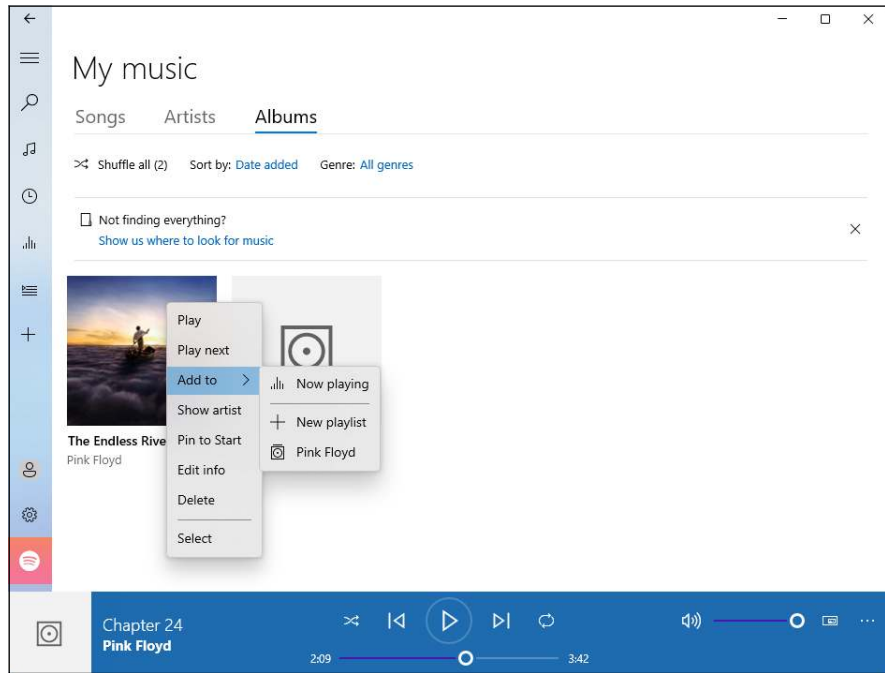 My music
Songs Artists Albums
Shuffle all (2) Sort by: Date added Genre: All genres
Not finding everything?
Show us where to look for music
Play
Play next
Add to
Show artist
Pin to Start
Edit info
Delete
Select
Now playing
New playlist
Pink Floyd
The Endless Rive
Pink Floyd
Chapter 24
Pink Floyd
2:09 3:42